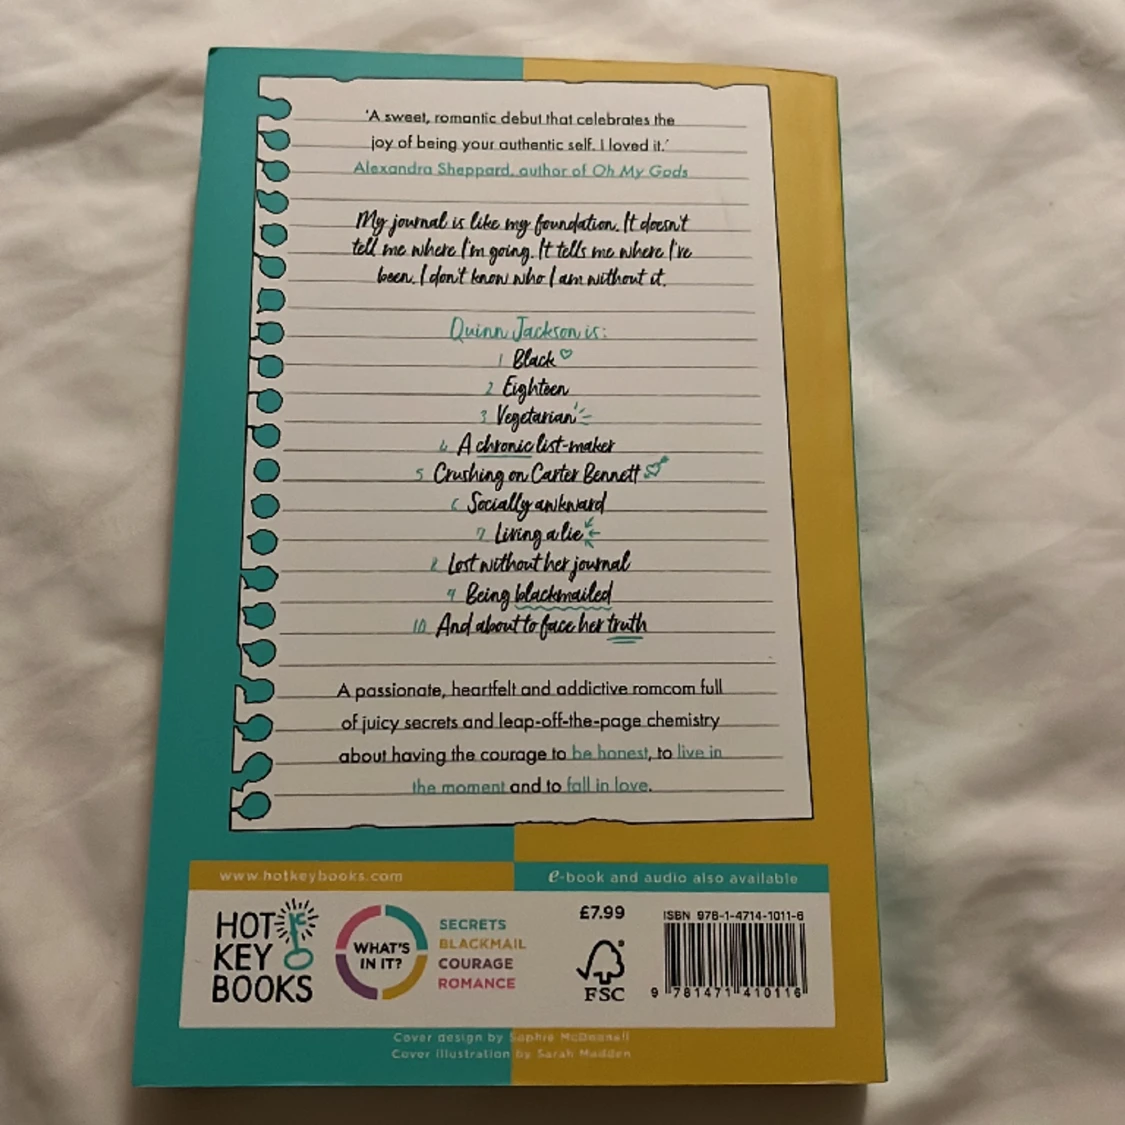 'A sweet, romantic debut that celebrates the
joy of being your authentic self. I loved it.'
Alexandra Sheppard, author of Oh My Gods
My journal is like my foundation. It doesn't
tell me where I'm going. It tells me where I've
been. I don't know who I am without it.
Quinn Jackson is:
1 Black
2 Eighteen
3 Vegetarian
4 A chronic list-maker
5 Crushing on Carter Bennett
6 Socially awkward
7 Living a lie
8 Lost without her journal
9 Being blackmailed
10 And about to face her truth
A passionate, heartfelt and addictive romcom full
of juicy secrets and leap-off-the-page chemistry
about having the courage to be honest, to live in
the moment and to fall in love.
www.hotkeybooks.com
e-book and audio also available
HOT
KEY
BOOKS
WHAT'S
IN IT?
SECRETS
BLACKMAIL
COURAGE
ROMANCE
£7.99
FSC
ISBN 978-1-4714-1011-6
9 781471 410116
Cover design by Sophie McDonnell
Cover illustration by Sarah Madden